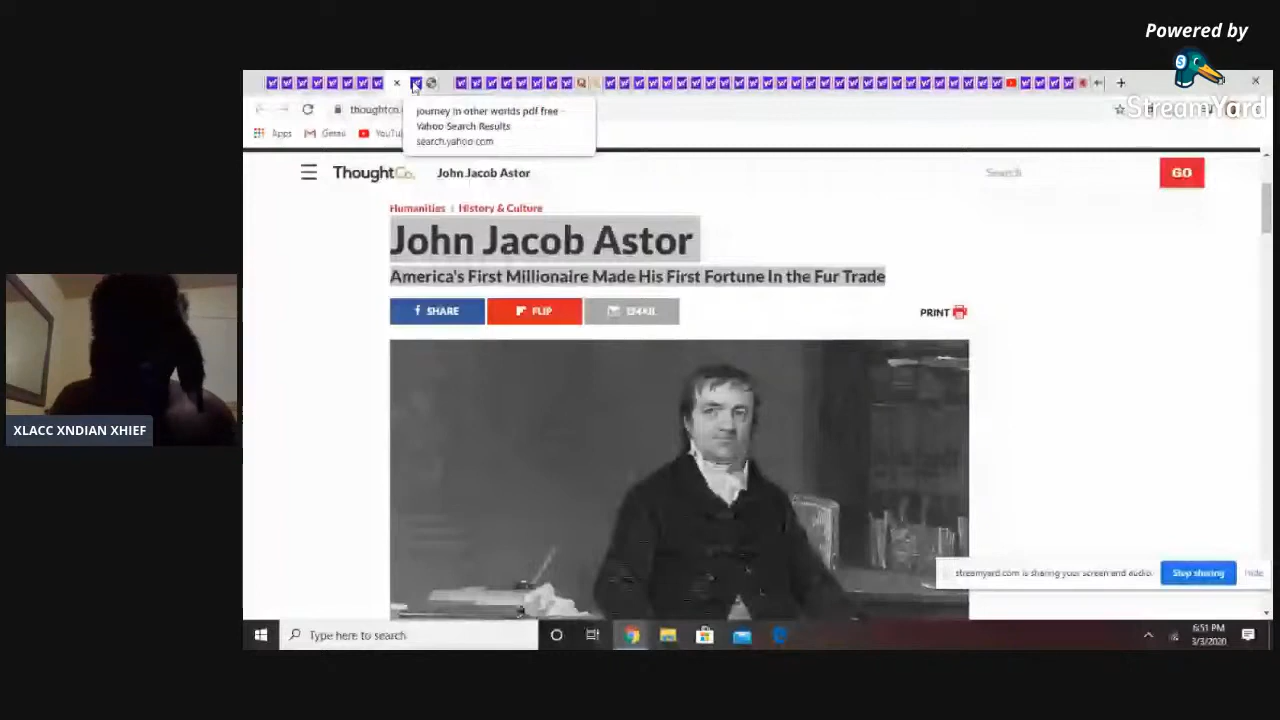 Powered by
StreamYard
journey in other worlds pdf free -
Yahoo Search Results
search.yahoo.com
thoughtco.
Apps
Gmail
YouTu
ThoughtCo.
John Jacob Astor
Search
GO
Humanities
History & Culture
John Jacob Astor
America's First Millionaire Made His First Fortune In the Fur Trade
SHARE
FLIP
EMAIL
PRINT
XLACC XNDIAN XHIEF
streamyard.com is sharing your screen and audio.
Stop sharing
Hide
Type here to search
6:51 PM
3/3/2020